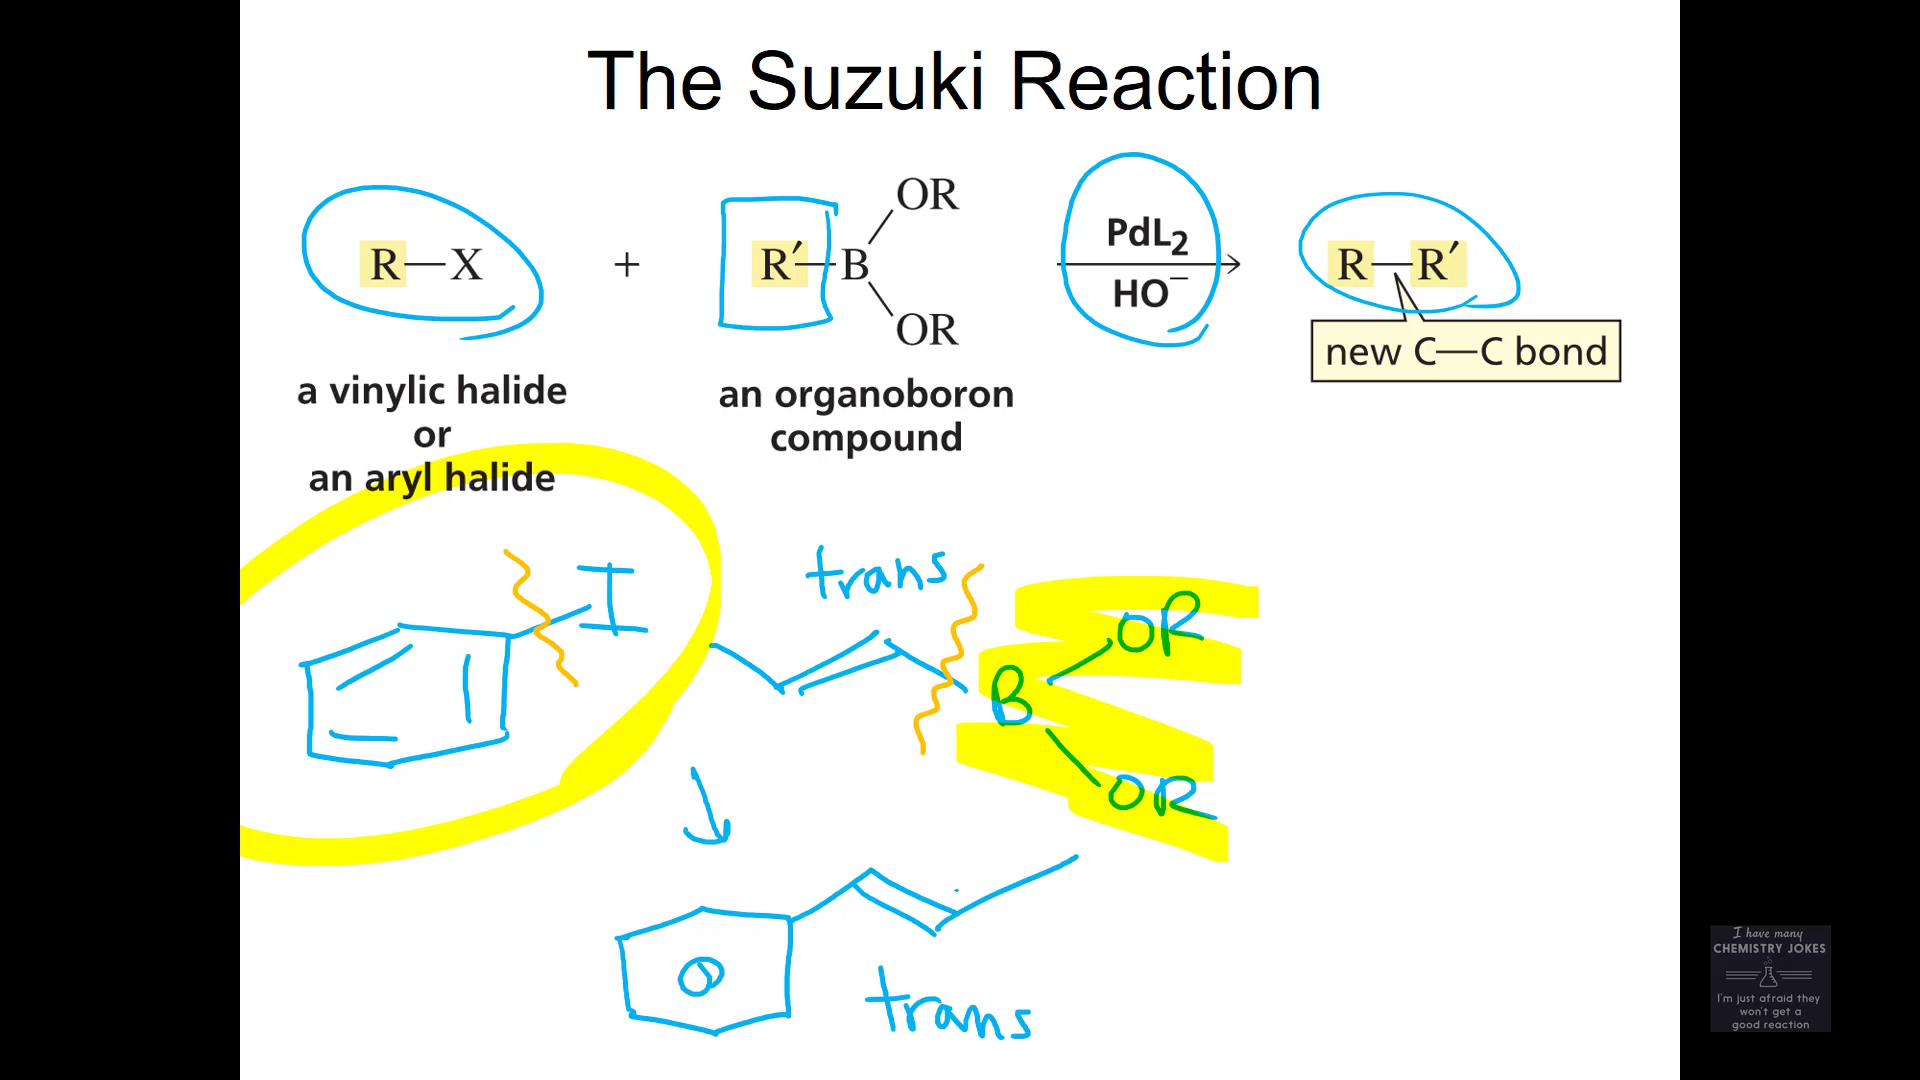 The Suzuki Reaction
R—X + R′—B OR OR PdL₂ HO⁻ R—R′
new C—C bond
a vinylic halide
or
an aryl halide
an organoboron
compound
I
trans
B
OR
OR
trans
I have many
CHEMISTRY JOKES
I'm just afraid they
won't get a
good reaction